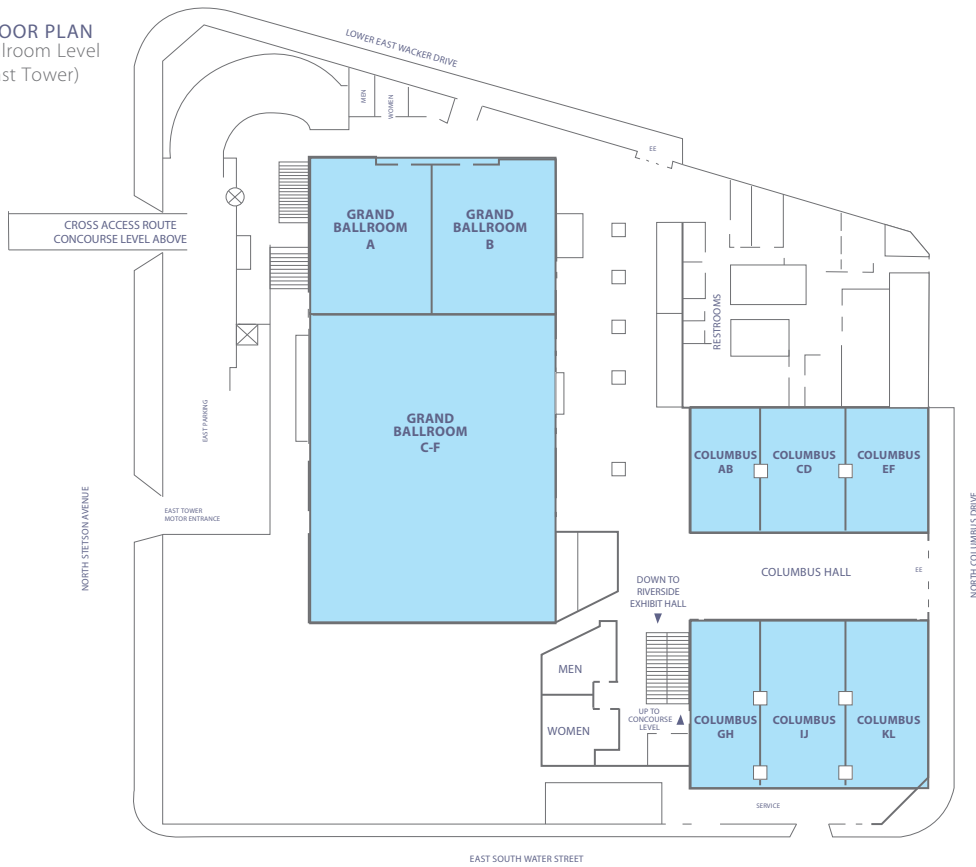 OOR PLAN
llroom Level
st Tower)
LOWER EAST WACKER DRIVE
MEN
WOMEN
EE
CROSS ACCESS ROUTE
CONCOURSE LEVEL ABOVE
GRAND
BALLROOM
A
GRAND
BALLROOM
B
RESTROOMS
EAST PARKING
GRAND
BALLROOM
C-F
COLUMBUS
AB
COLUMBUS
CD
COLUMBUS
EF
EAST TOWER
MOTOR ENTRANCE
NORTH STETSON AVENUE
NORTH COLUMBUS DRIVE
COLUMBUS HALL
EE
DOWN TO
RIVERSIDE
EXHIBIT HALL
MEN
WOMEN
UP TO
CONCOURSE
LEVEL
COLUMBUS
GH
COLUMBUS
IJ
COLUMBUS
KL
SERVICE
EAST SOUTH WATER STREET